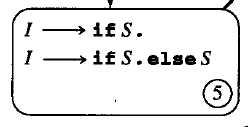 I ⟶ if S.
I ⟶ if S.else S
5